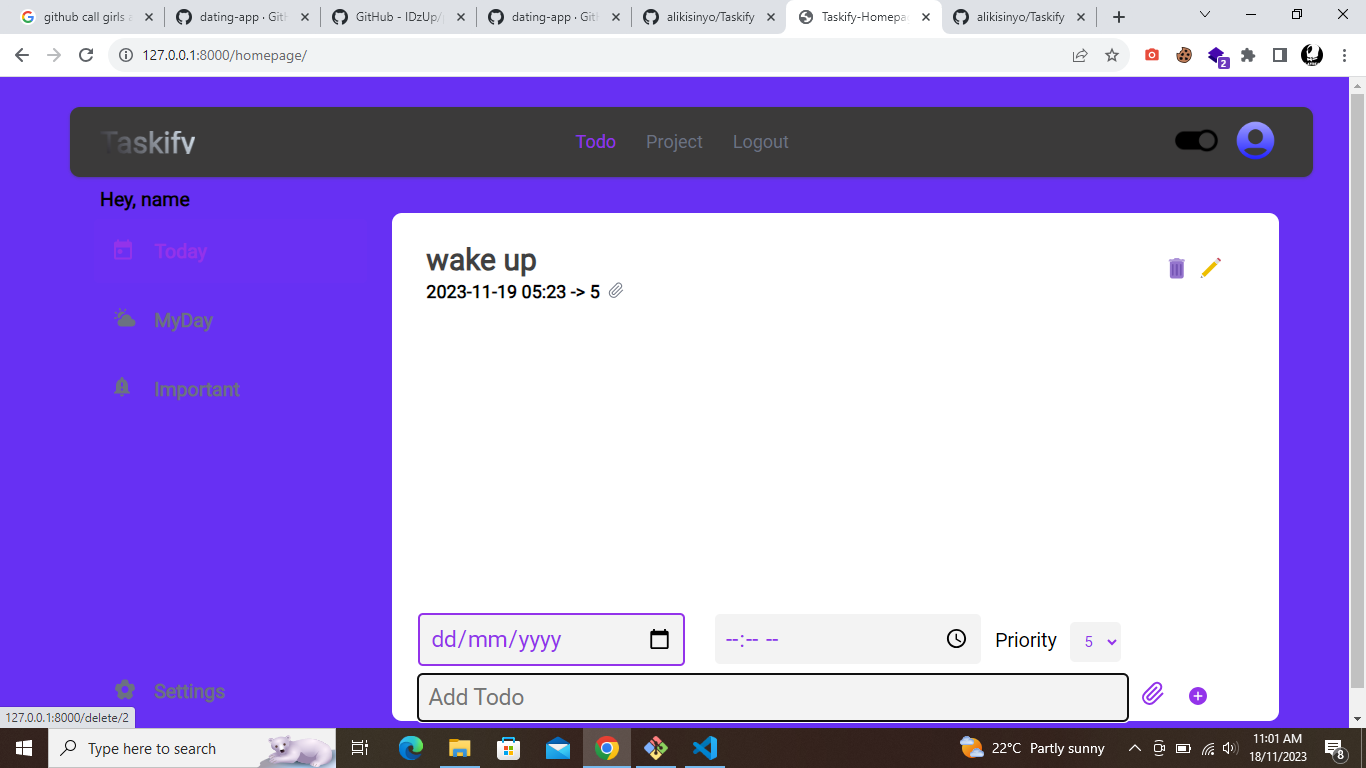 github call girls a
dating-app · Gith
GitHub - IDzUp/p
dating-app · Gith
alikisinyo/Taskify
Taskify-Homepa
alikisinyo/Taskify
127.0.0.1:8000/homepage/
2
Taskify
Todo
Project
Logout
Hey, name
Today
MyDay
Important
Settings
wake up
2023-11-19 05:23 -> 5
dd/mm/yyyy
--:-- --
Priority
5
Add Todo
127.0.0.1:8000/delete/2
Type here to search
22°C Partly sunny
11:01 AM
18/11/2023
8